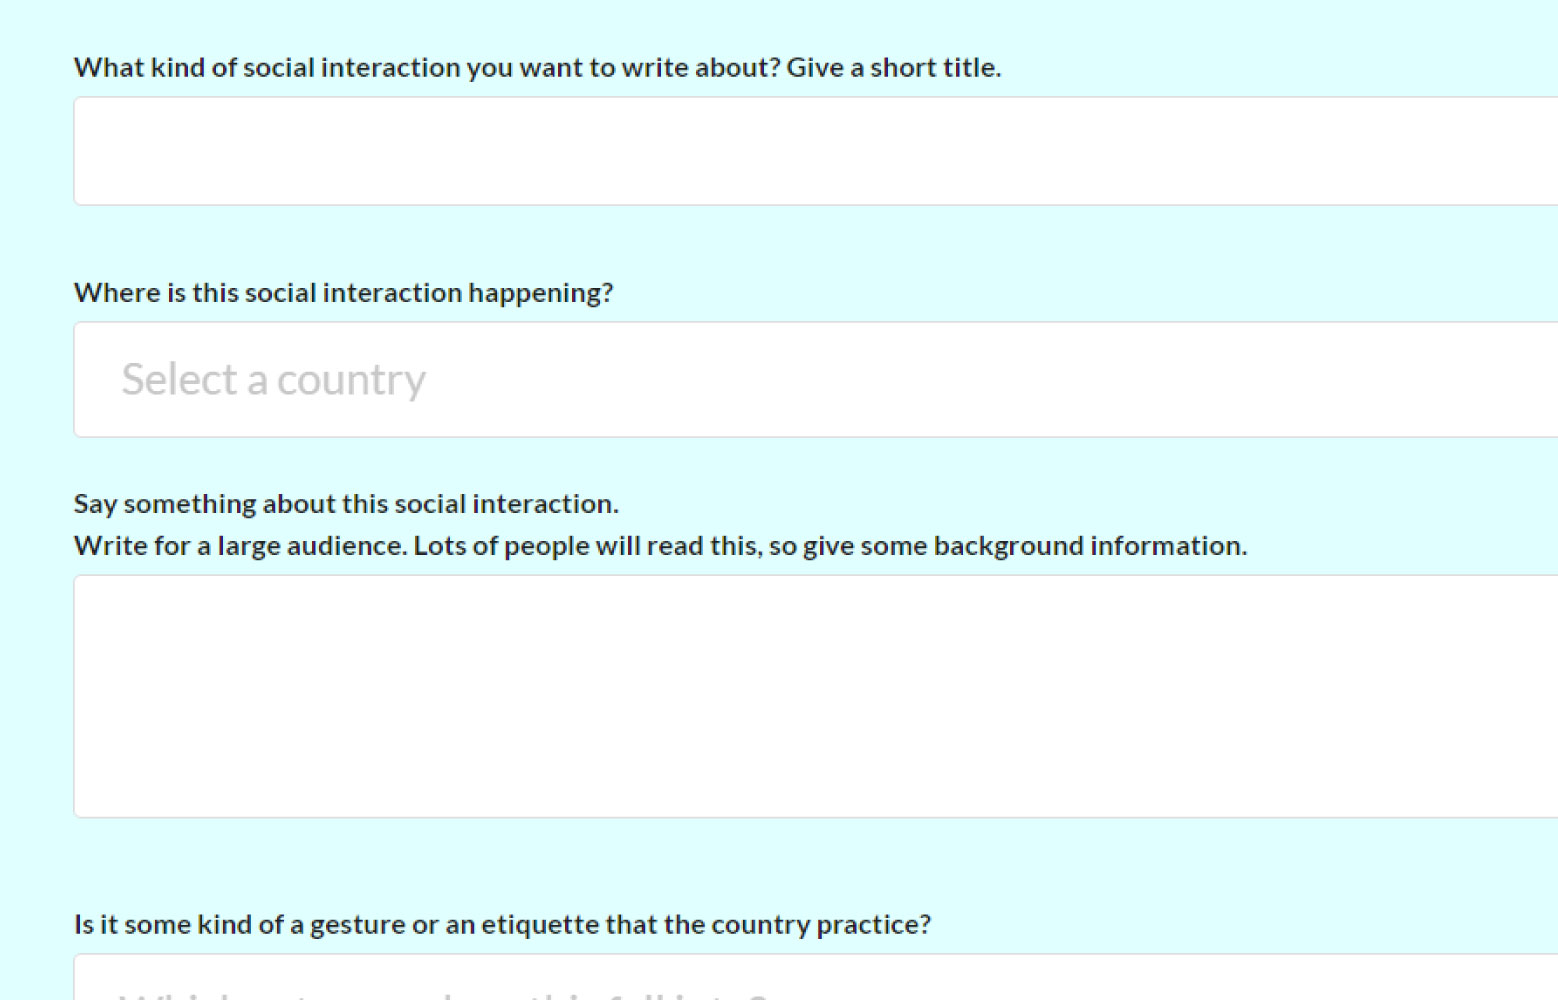 What kind of social interaction you want to write about? Give a short title.
Where is this social interaction happening?
Select a country
Say something about this social interaction.
Write for a large audience. Lots of people will read this, so give some background information.
Is it some kind of a gesture or an etiquette that the country practice?